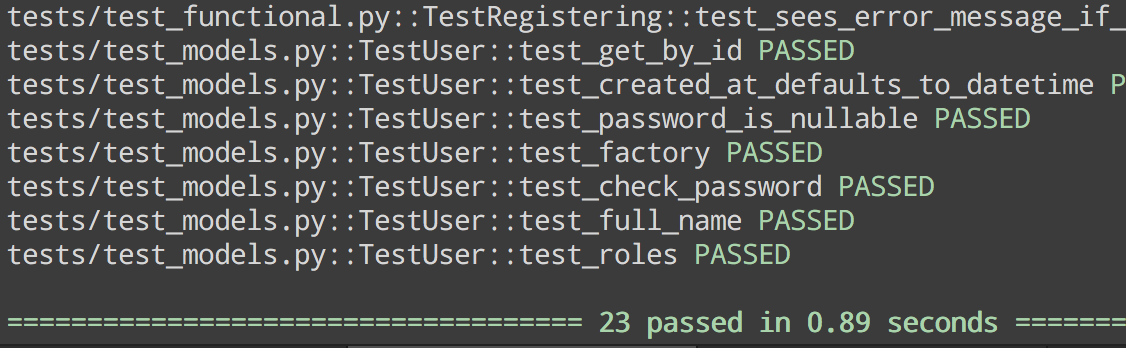 tests/test_functional.py::TestRegistering::test_sees_error_message_if_
tests/test_models.py::TestUser::test_get_by_id PASSED
tests/test_models.py::TestUser::test_created_at_defaults_to_datetime P
tests/test_models.py::TestUser::test_password_is_nullable PASSED
tests/test_models.py::TestUser::test_factory PASSED
tests/test_models.py::TestUser::test_check_password PASSED
tests/test_models.py::TestUser::test_full_name PASSED
tests/test_models.py::TestUser::test_roles PASSED
==================================== 23 passed in 0.89 seconds =======